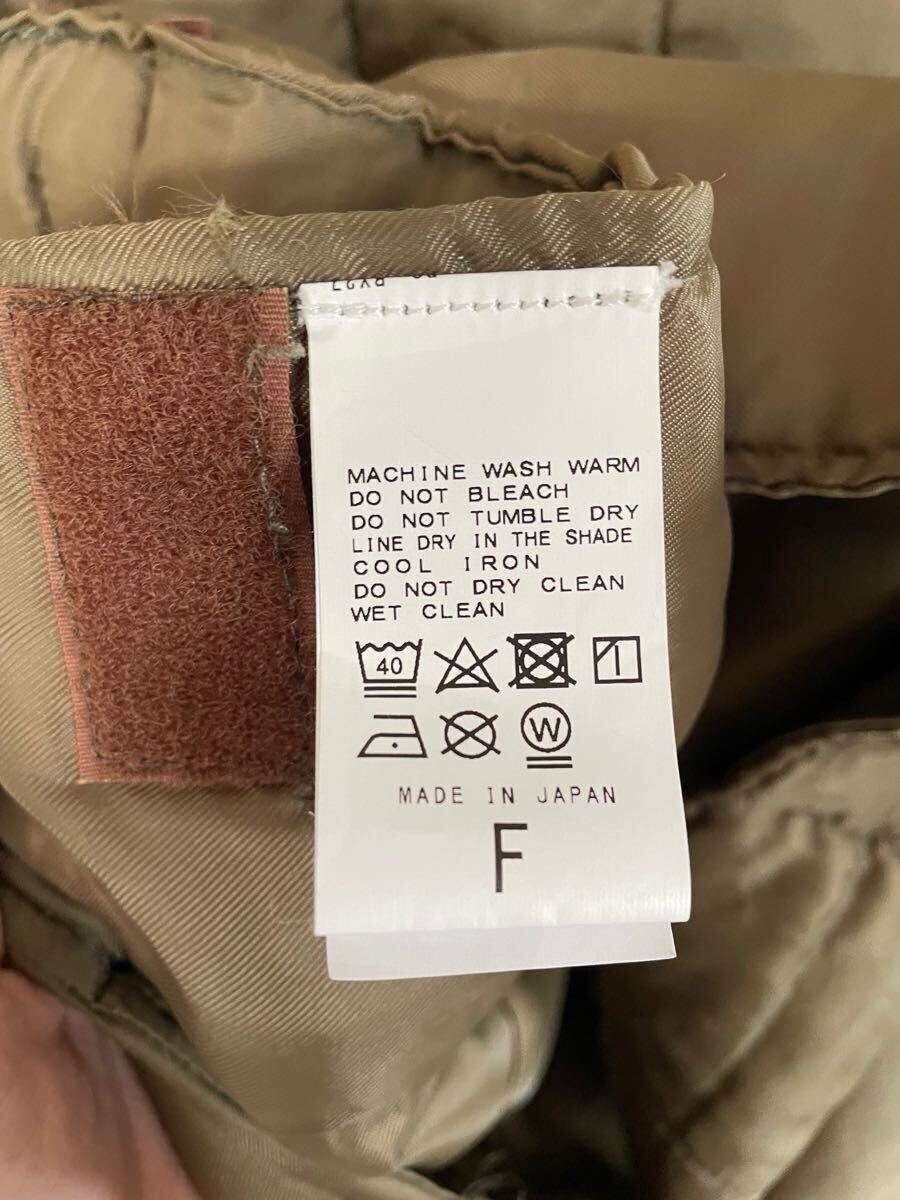 MACHINE WASH WARM
DO NOT BLEACH
DO NOT TUMBLE DRY
LINE DRY IN THE SHADE
COOL IRON
DO NOT DRY CLEAN
WET CLEAN
40
W
MADE IN JAPAN
F